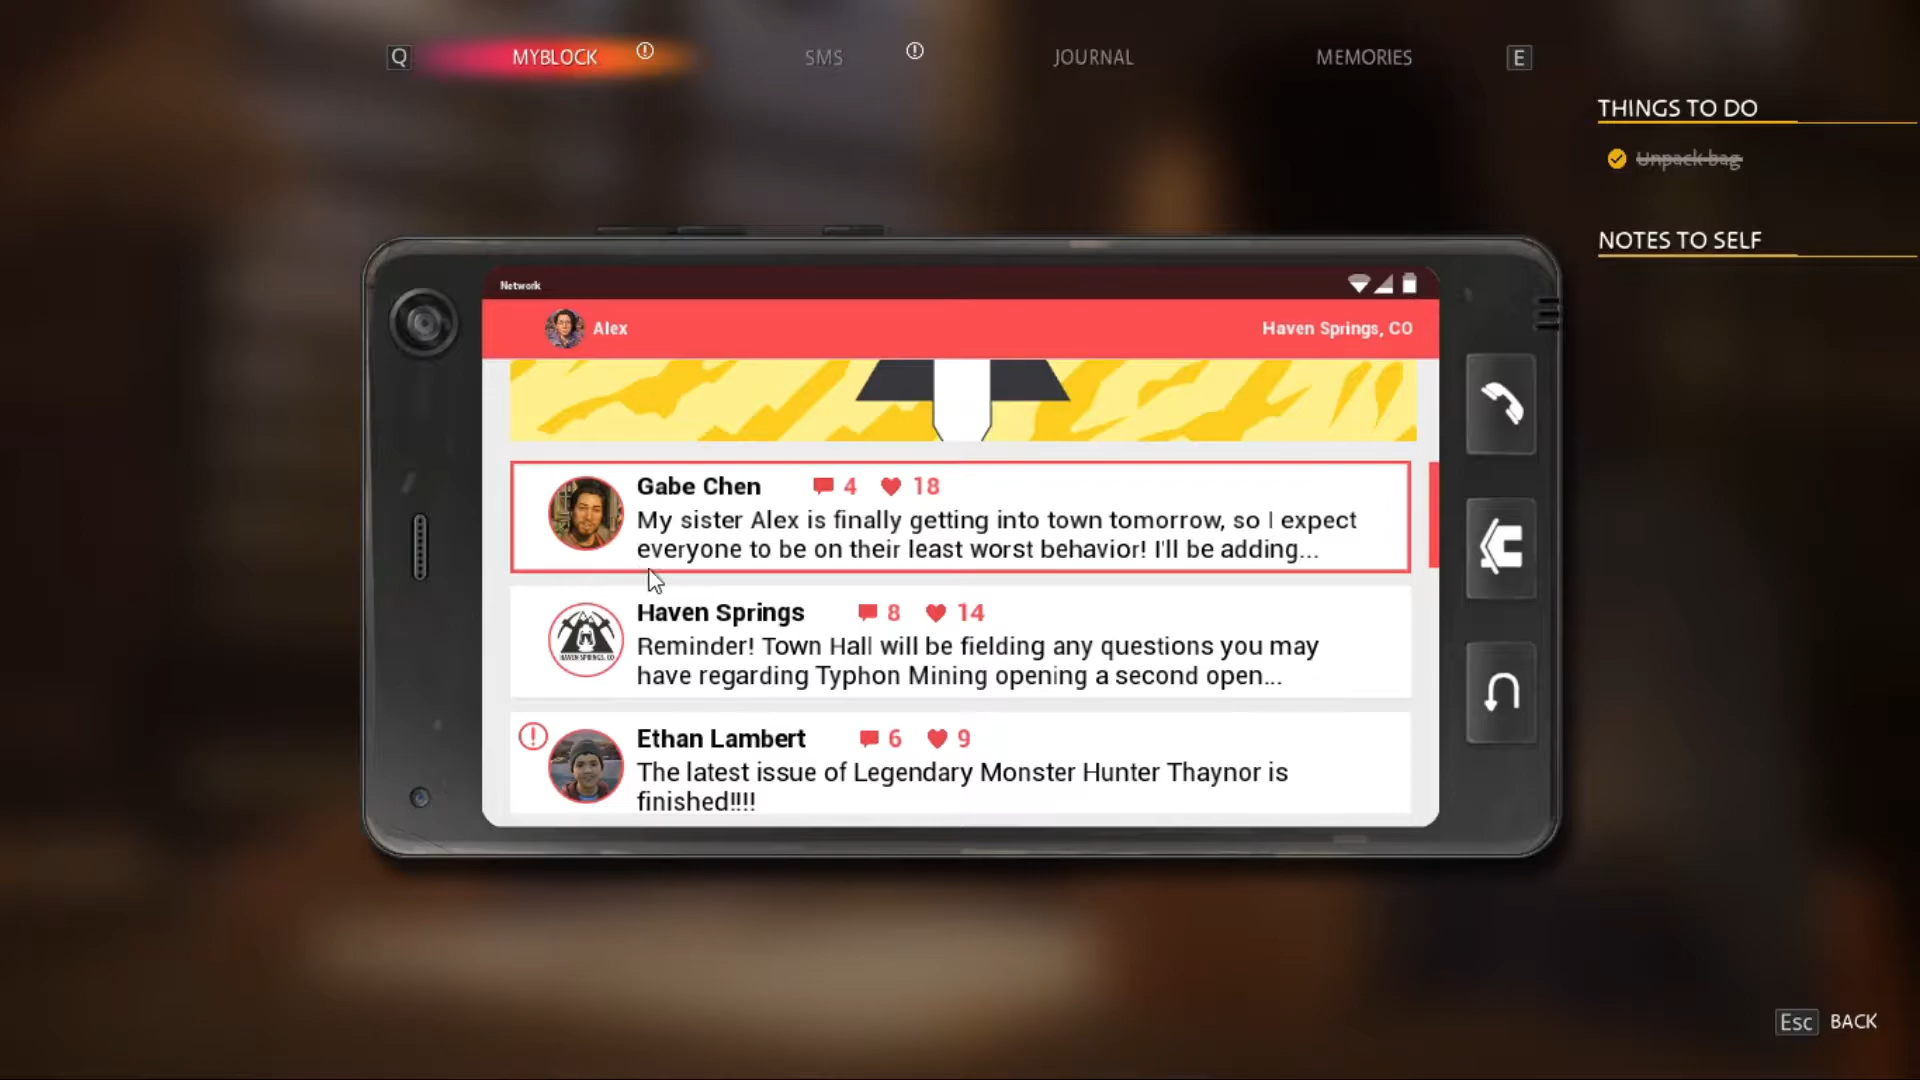 Q
MYBLOCK
SMS
JOURNAL
MEMORIES
E
THINGS TO DO
Unpack bag
NOTES TO SELF
Network
Alex
Haven Springs, CO
Gabe Chen 4 18
My sister Alex is finally getting into town tomorrow, so I expect
everyone to be on their least worst behavior! I'll be adding...
HAVEN SPRINGS, CO
Haven Springs 8 14
Reminder! Town Hall will be fielding any questions you may
have regarding Typhon Mining opening a second open...
Ethan Lambert 6 9
The latest issue of Legendary Monster Hunter Thaynor is
finished!!!!
Esc BACK